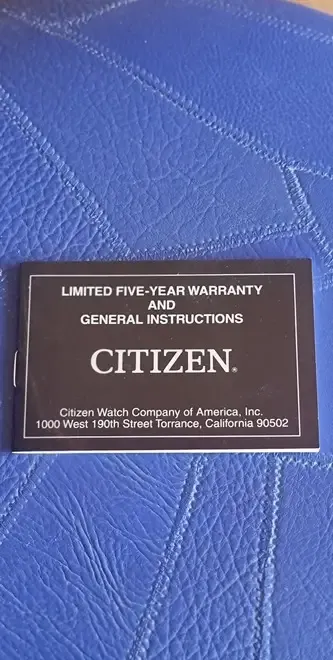 LIMITED FIVE-YEAR WARRANTY
AND
GENERAL INSTRUCTIONS
CITIZEN®
Citizen Watch Company of America, Inc.
1000 West 190th Street Torrance, California 90502